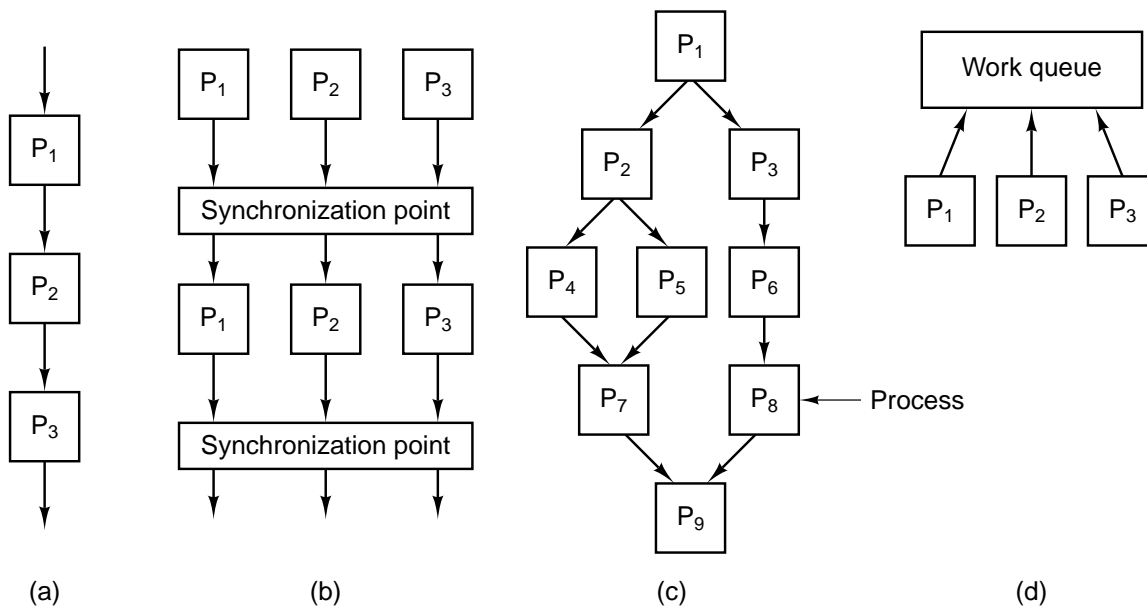 P1
P2
P3
(a)
P1 P2 P3
Synchronization point
P1 P2 P3
Synchronization point
(b)
P1
P2 P3
P4 P5 P6
P7 P8 Process
P9
(c)
Work queue
P1 P2 P3
(d)